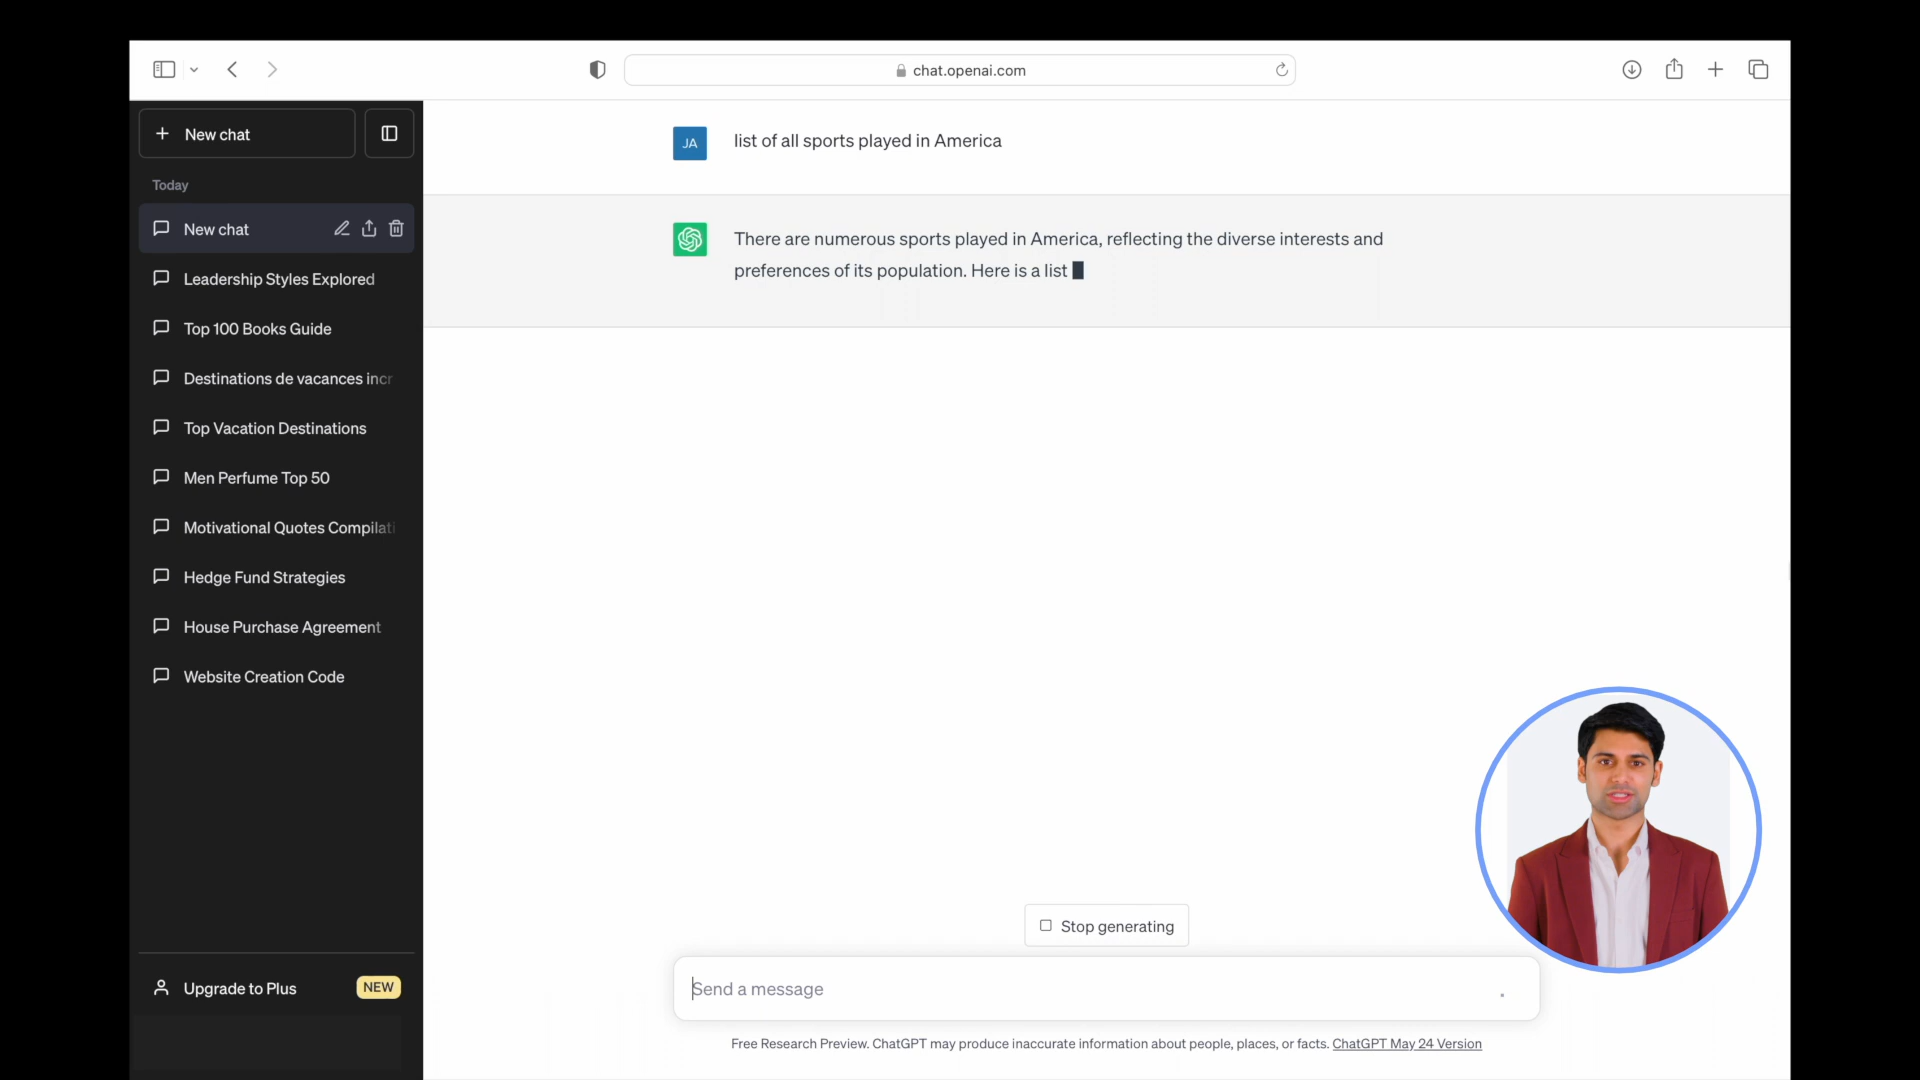 chat.openai.com
New chat
Today
New chat
Leadership Styles Explored
Top 100 Books Guide
Destinations de vacances incr
Top Vacation Destinations
Men Perfume Top 50
Motivational Quotes Compilati
Hedge Fund Strategies
House Purchase Agreement
Website Creation Code
Upgrade to Plus NEW
JA list of all sports played in America
There are numerous sports played in America, reflecting the diverse interests and
preferences of its population. Here is a list
Stop generating
Send a message
Free Research Preview. ChatGPT may produce inaccurate information about people, places, or facts. ChatGPT May 24 Version